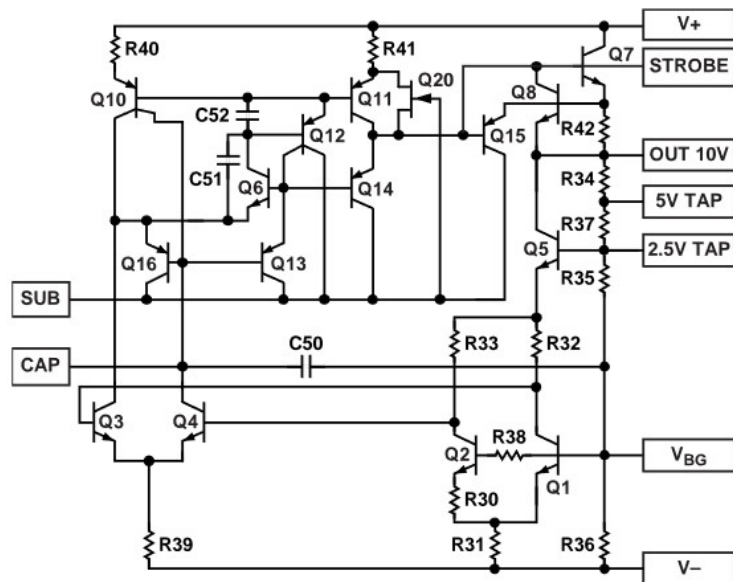 V+
R40
R41
Q7
STROBE
Q20
Q8
Q10
Q11
C52
Q12
Q15
R42
OUT 10V
C51
R34
Q6
Q14
5V TAP
R37
Q5
2.5V TAP
Q16
Q13
R35
SUB
C50
R33
R32
CAP
Q3
Q4
R38
Q2
VBG
Q1
R30
R39
R31
R36
V–